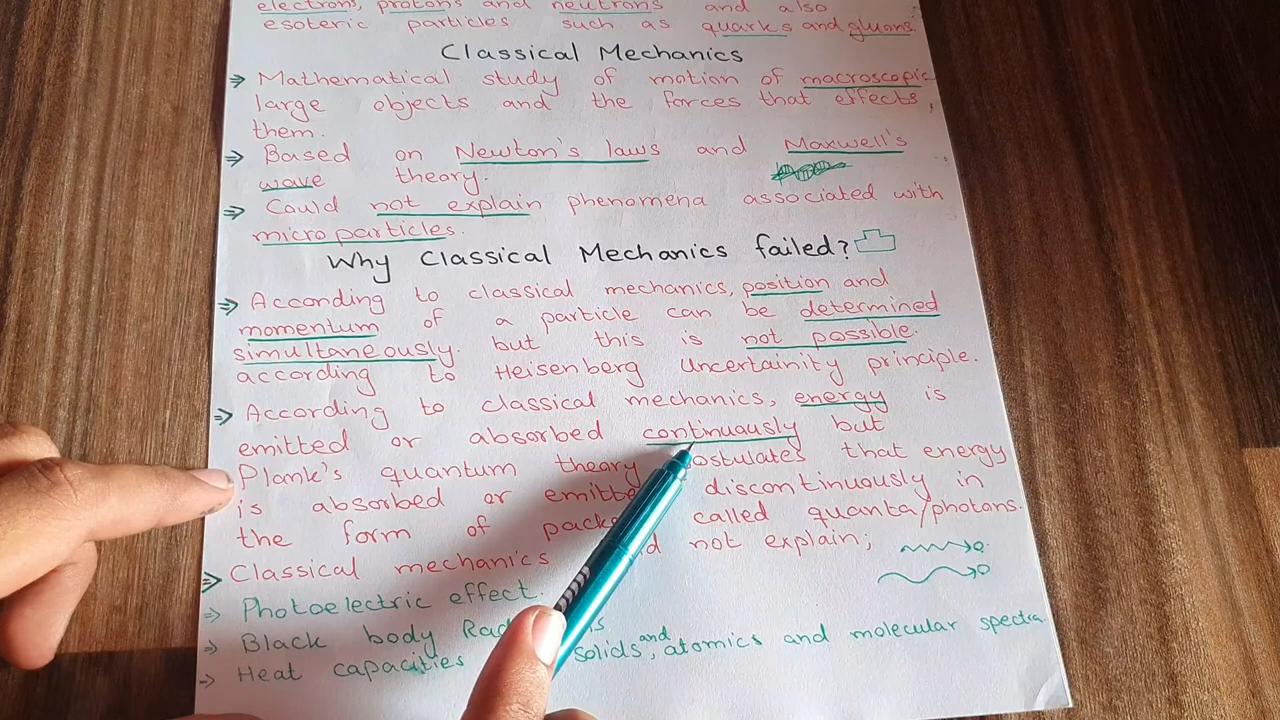 electrons, protons and neutrons and also
esoteric particles such as quarks and gluons.
Classical Mechanics
⇒ Mathematical study of motion of macroscopic
large objects and the forces that effects,
them.
⇒ Based on Newton's laws and Maxwell's
wave theory.
⇒ Could not explain phenomena associated with
micro particles.
Why Classical Mechanics failed?
⇒ According to classical mechanics, position and
momentum of a particle can be determined
simultaneously. but this is not possible.
according to Heisenberg Uncertainity principle.
⇒ According to classical mechanics, energy is
emitted or absorbed continuously but
Plank's quantum theory postulates that energy
is absorbed or emitte discontinuously in
the form of pack called quanta/photons.
⇒ Classical mechanics d not explain;
⇒ Photoelectric effect.
⇒ Black body Rad s
⇒ Heat capacities solids, and atomics and molecular spectra.